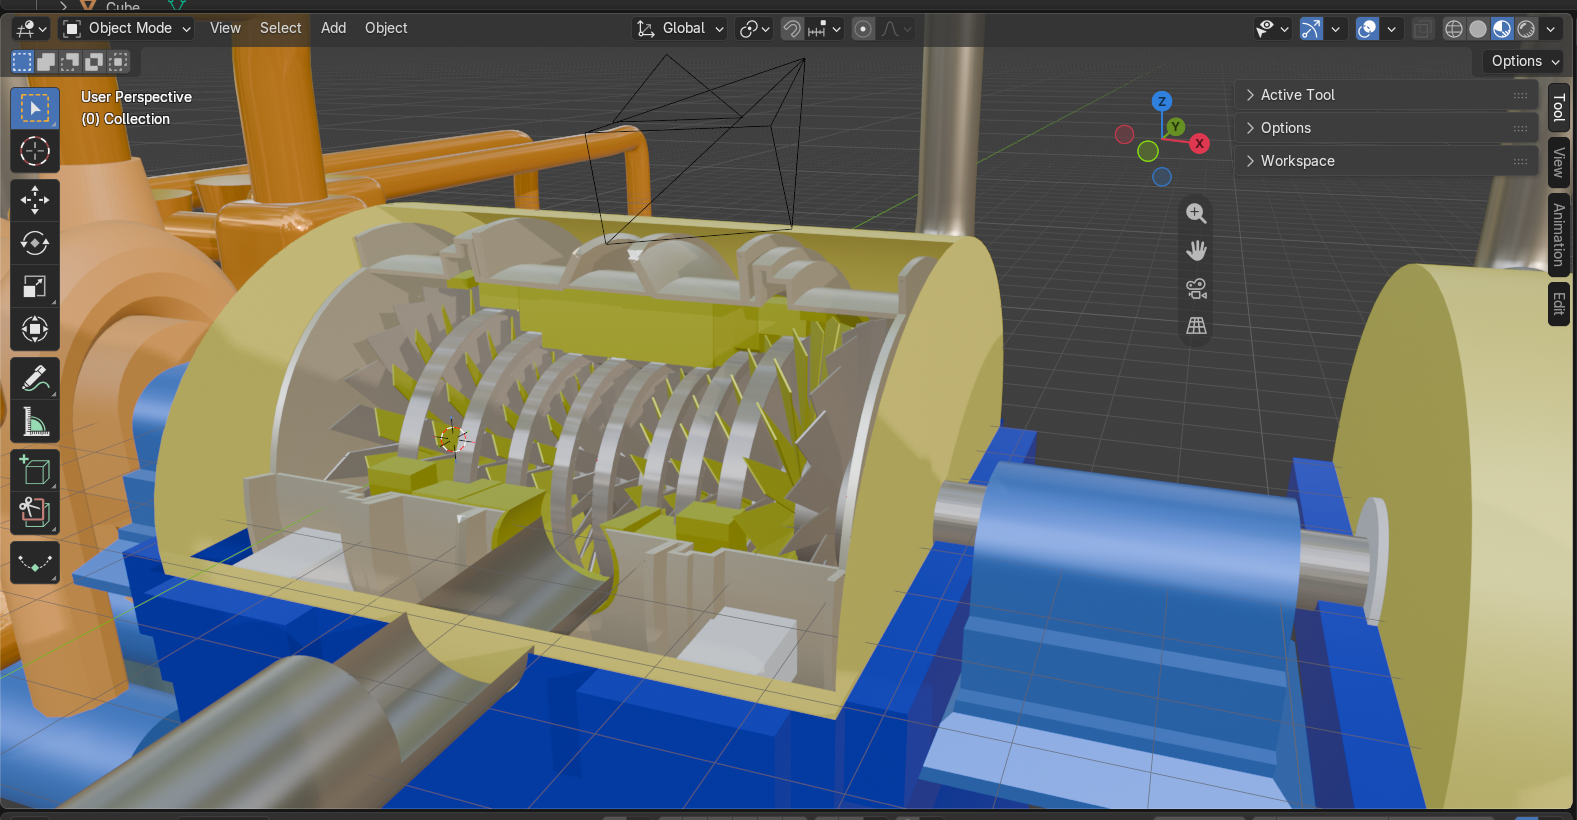 Cube
Object Mode
View
Select
Add
Object
Global
Options
User Perspective
(0) Collection
Z
Y
X
Active Tool
Options
Workspace
Tool
View
Animation
Edit